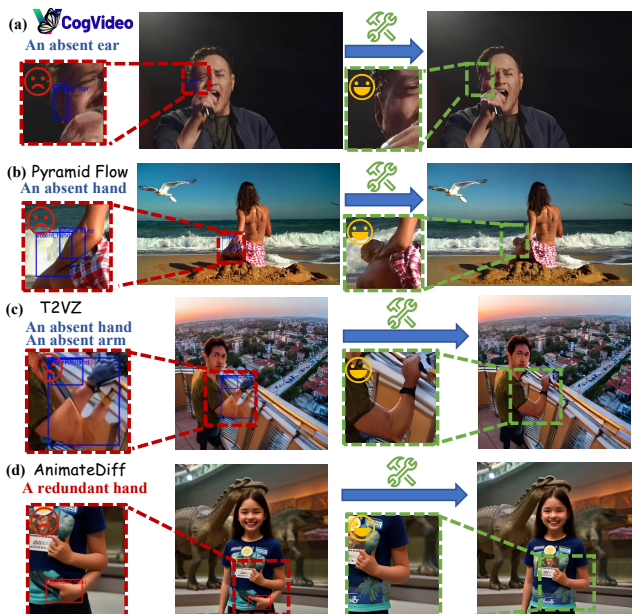 (a) CogVideo
An absent ear
(b) Pyramid Flow
An absent hand
(c) T2VZ
An absent hand
An absent arm
(d) AnimateDiff
A redundant hand